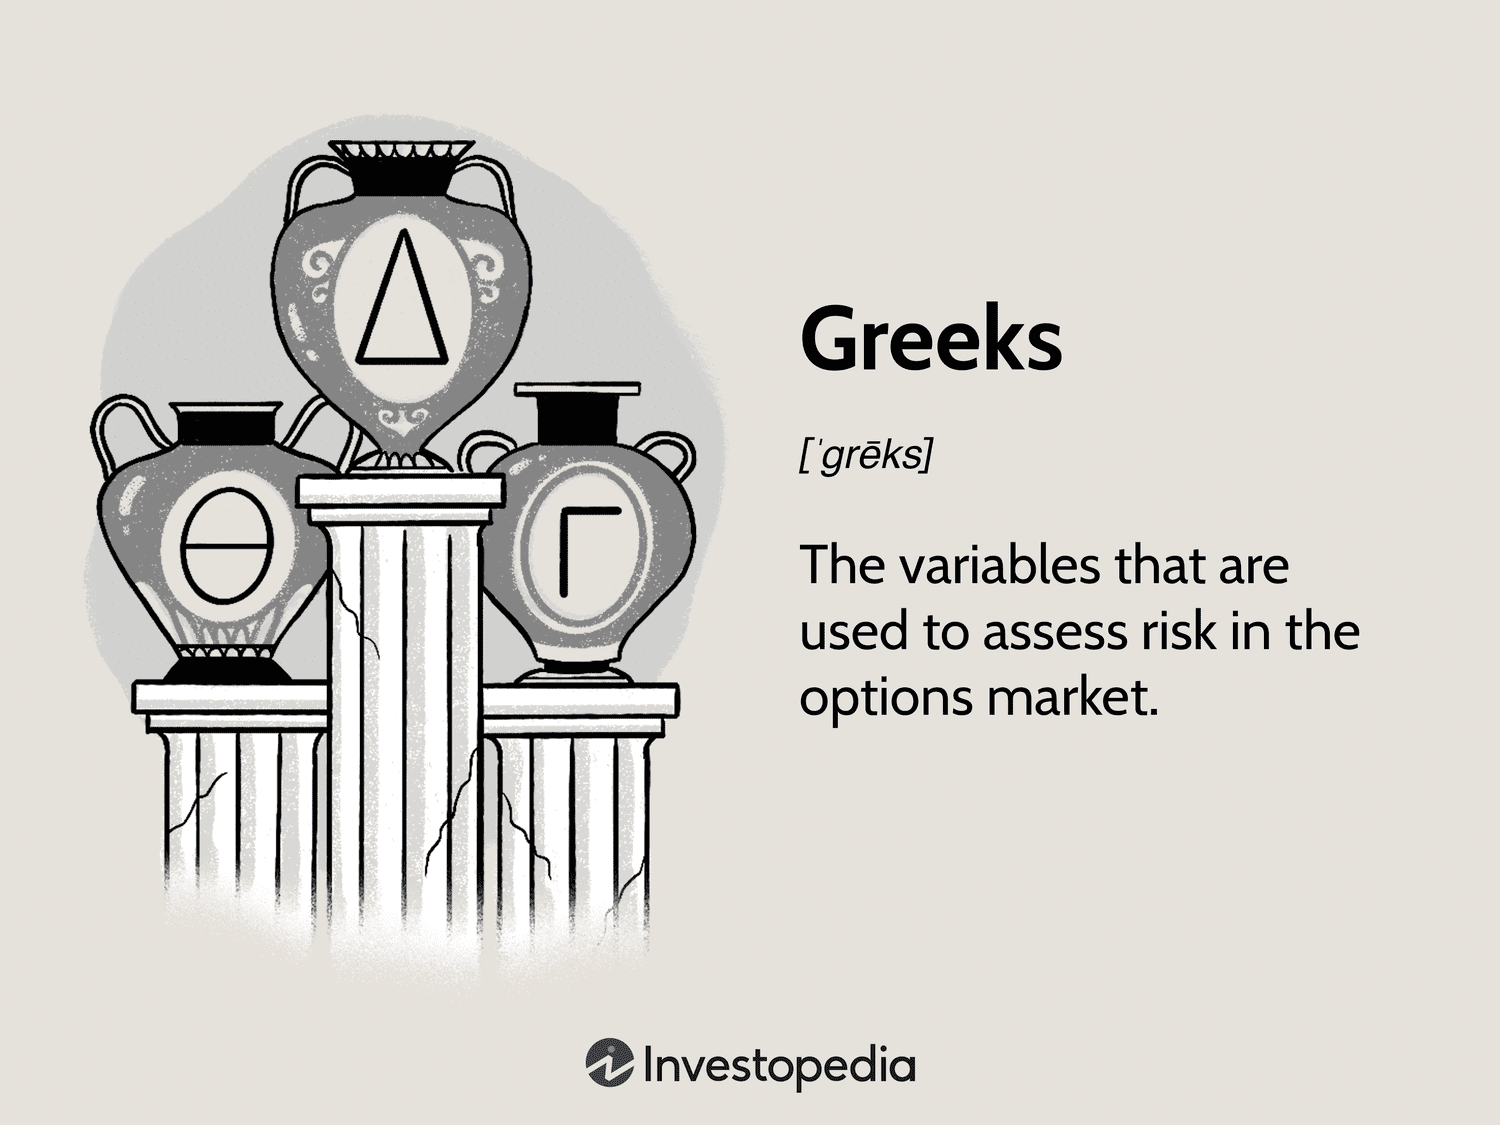 Δ
Θ
Γ
Greeks
[ˈgrēks]
The variables that are
used to assess risk in the
options market.
Investopedia